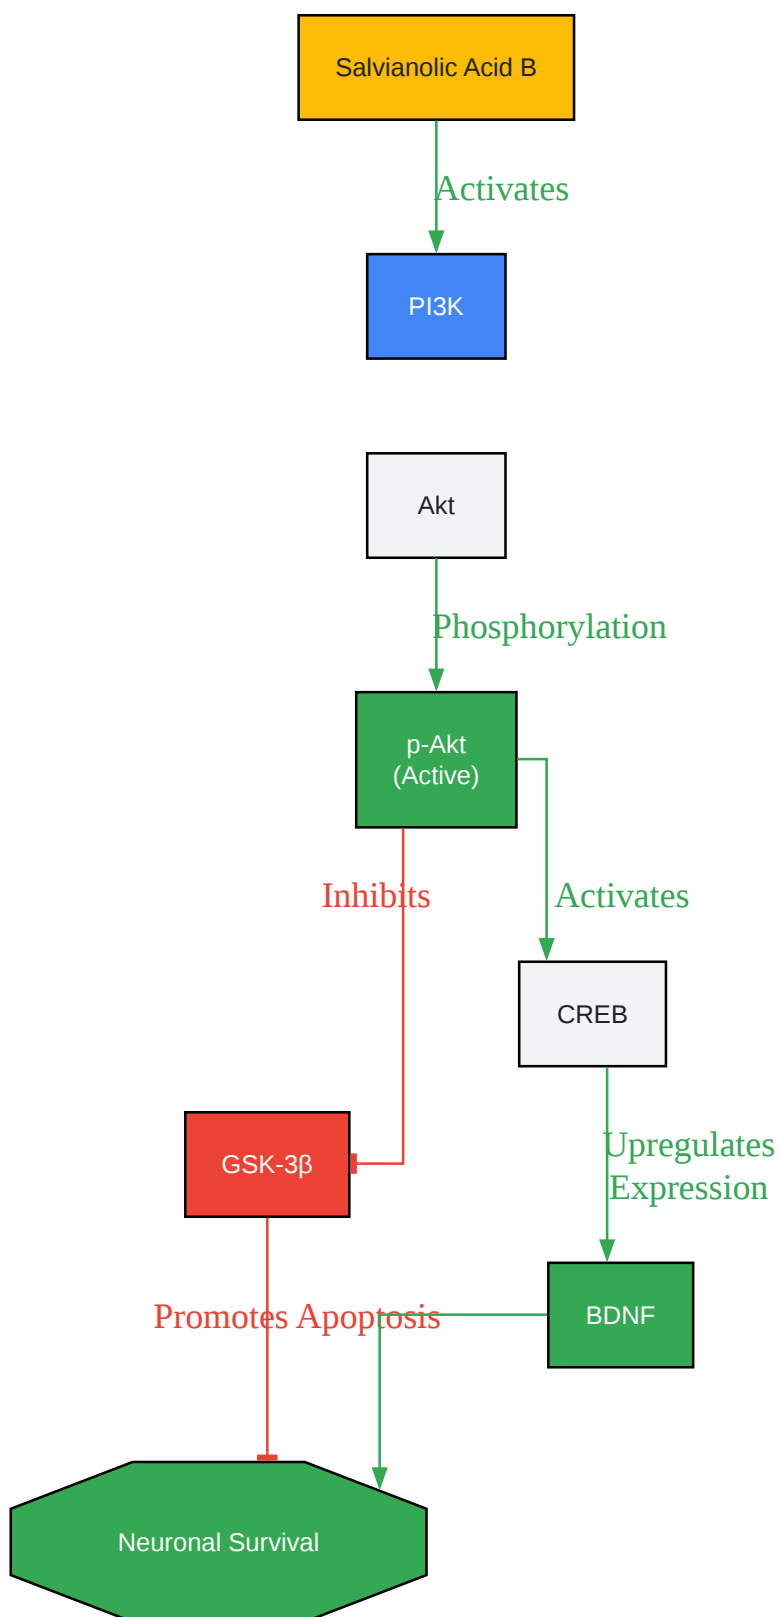 Salvianolic Acid B
Activates
PI3K
Akt
Phosphorylation
p-Akt
(Active)
Inhibits
Activates
CREB
GSK-3β
Upregulates
Expression
Promotes Apoptosis
BDNF
Neuronal Survival